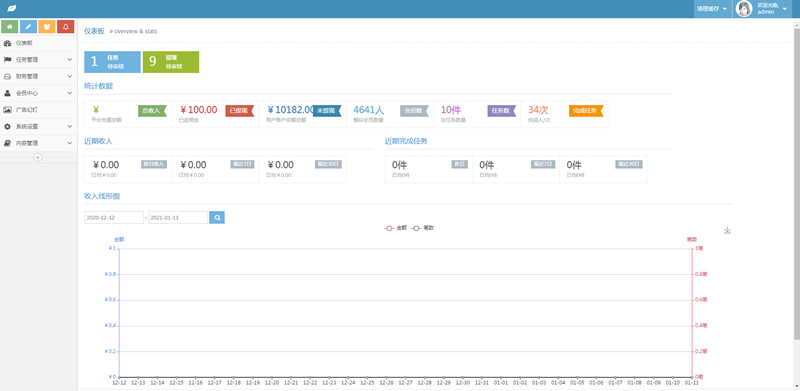 清理缓存
欢迎光临,
admin
仪表板
任务管理
财务管理
会员中心
广告幻灯
系统设置
内容管理
仪表板 » overview & stats
1 任务 待审核
9 提现 待审核
统计数据
¥ 总收入
平台充值总额
¥100.00 已提现
已返佣金
¥10182.00 未提现
用户账户余额总额
4641人 会员数
整站会员数量
10件 任务数
总任务数量
34次 完成任务
完成人/次
近期收入
近期完成任务
¥0.00 昨日收入
日均¥0.00
¥0.00 最近7日
日均¥0.00
¥0.00 最近30日
日均¥0.00
0件 昨日
日均0件
0件 最近7日
日均0件
0件 最近30日
日均0件
收入线形图
2020-12-12 - 2021-01-11
金额 笔数
金额
笔数
¥1
¥0.8
¥0.6
¥0.4
¥0.2
¥0
1笔
0.8笔
0.6笔
0.4笔
0.2笔
0笔
12-12 12-13 12-14 12-15 12-16 12-17 12-18 12-19 12-20 12-21 12-22 12-23 12-24 12-25 12-26 12-27 12-28 12-29 12-30 12-31 01-01 01-02 01-03 01-04 01-05 01-06 01-07 01-08 01-09 01-10 01-11